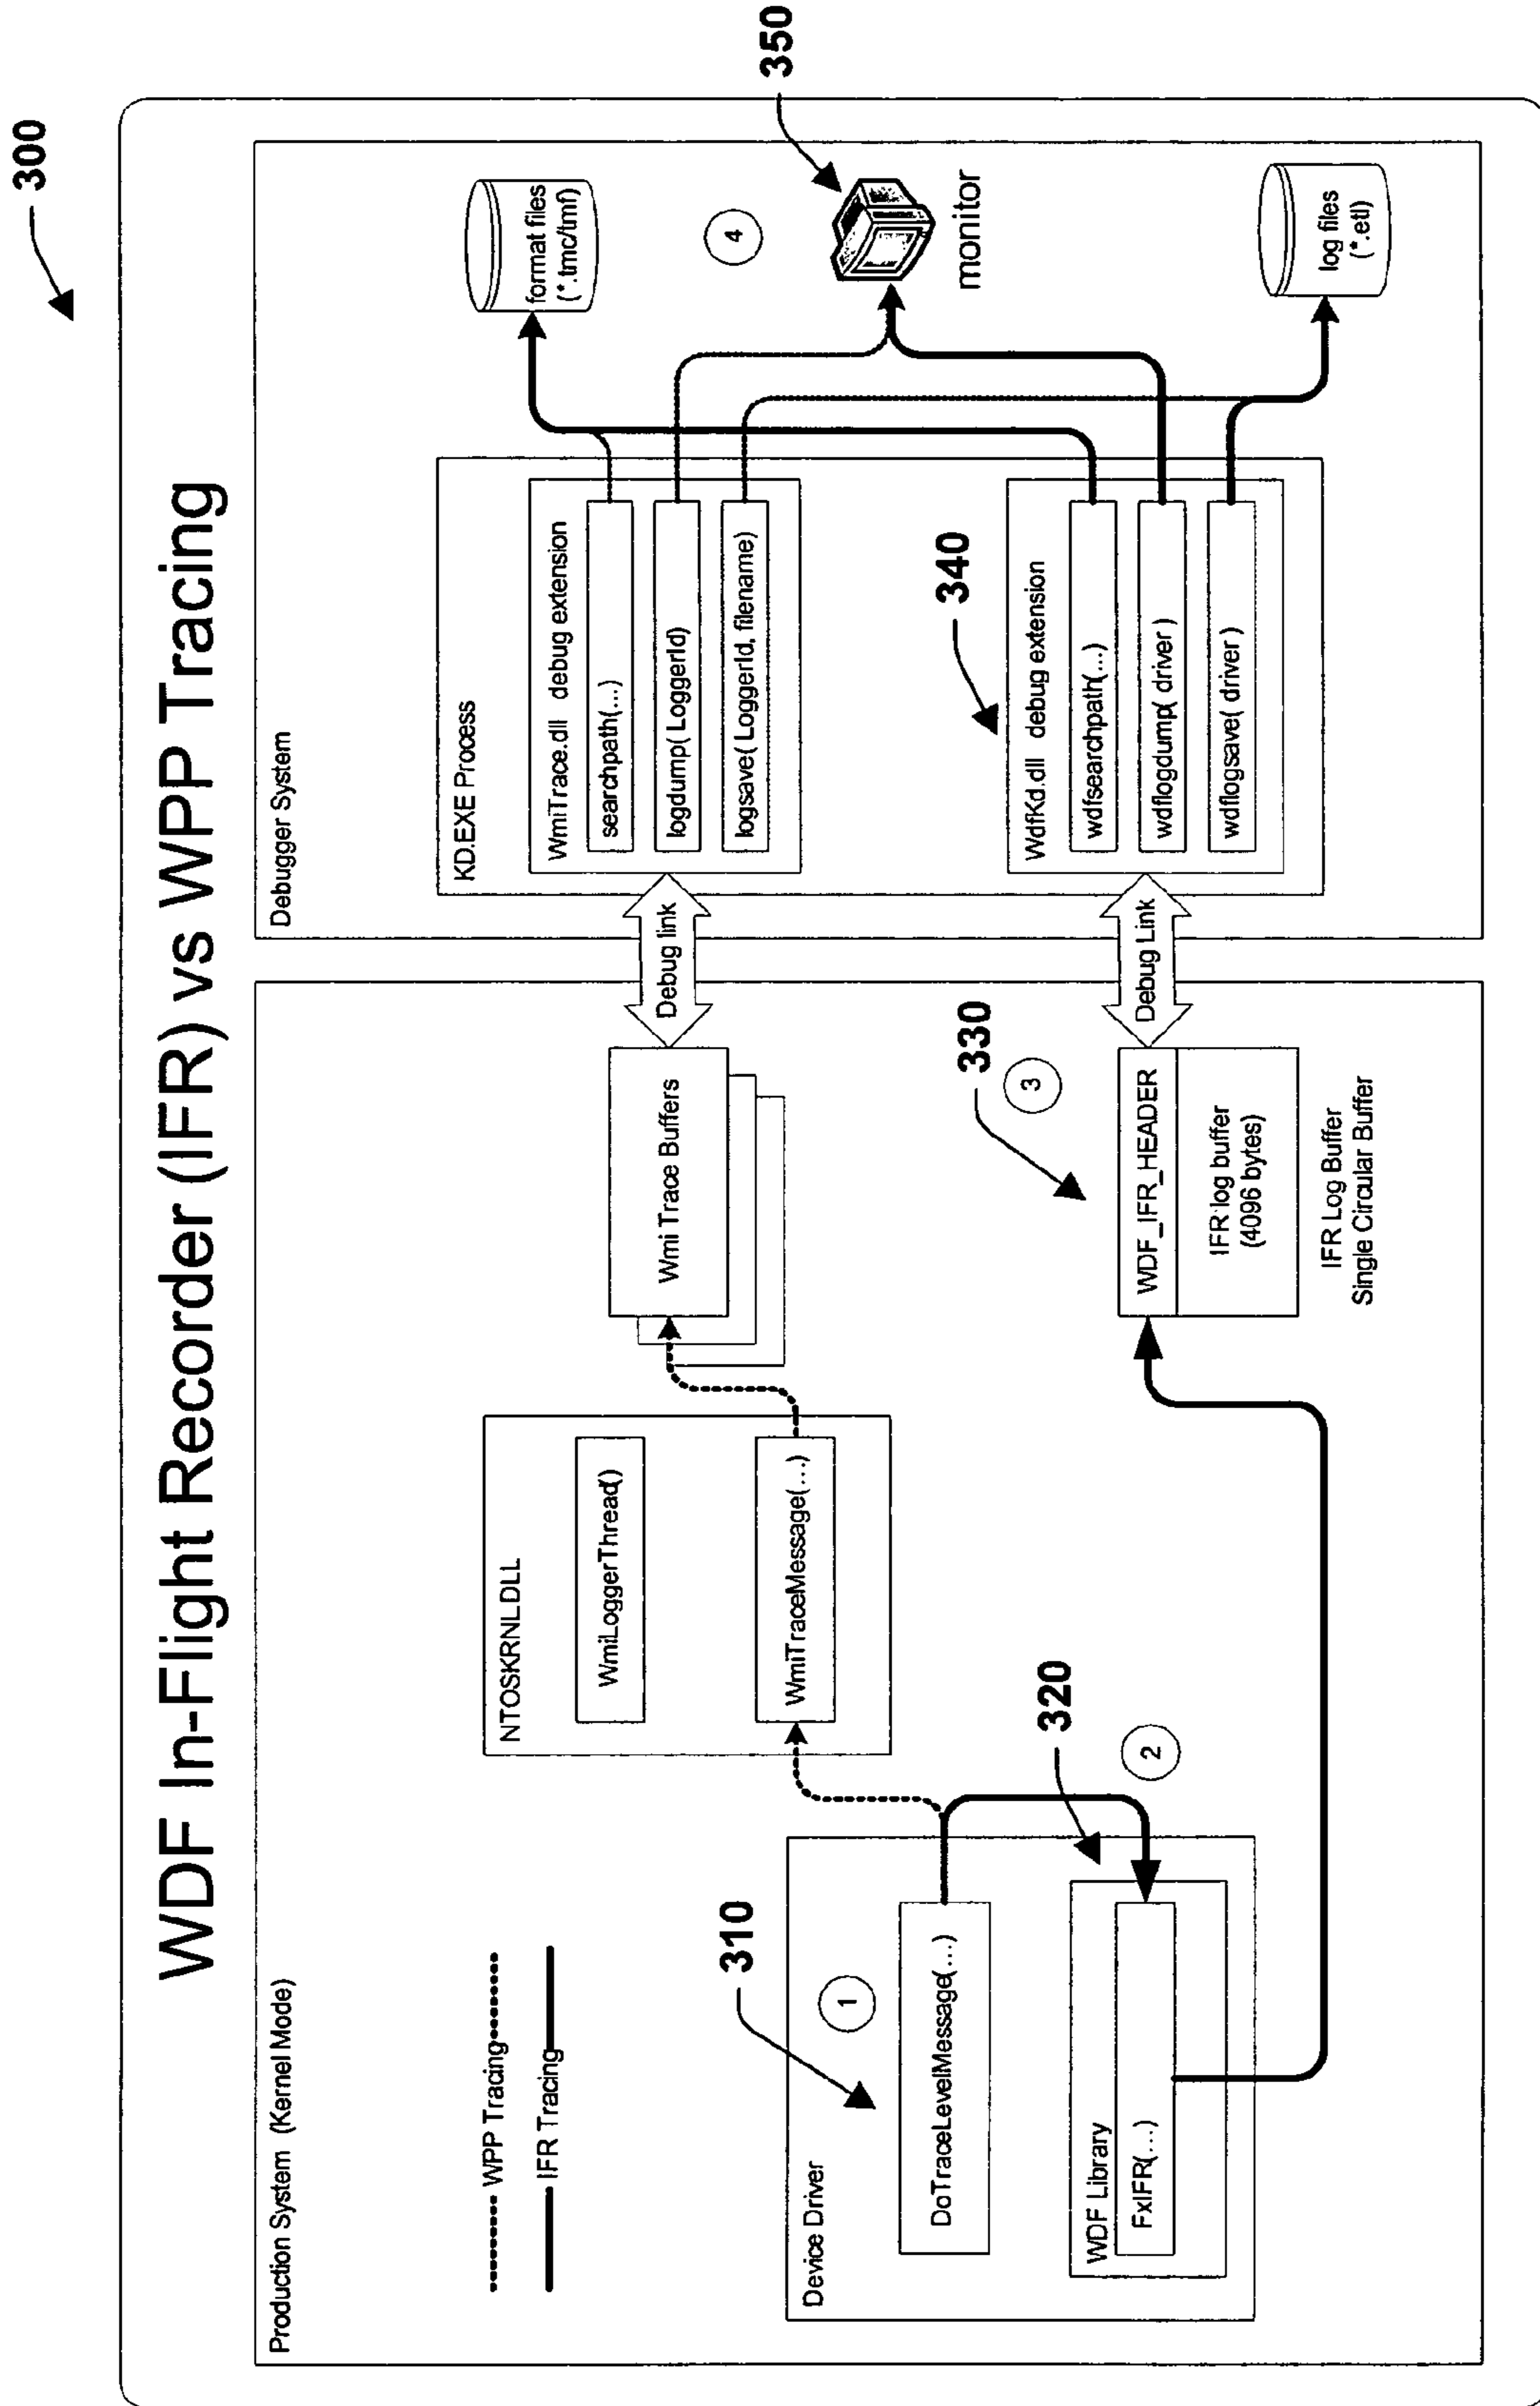 300
WDF In-Flight Recorder (IFR) vs WPP Tracing
Production System (Kernel Mode)
WPP Tracing
IFR Tracing
310
Device Driver
1
DoTraceLevelMessage(...)
WDF Library
FxIFR(...)
320
2
NTOSKRNLDLL
WmiLoggerThread()
WmiTraceMessage(...)
Wmi Trace Buffers
330
3
WDF_IFR_HEADER
IFR log buffer
(4096 bytes)
IFR Log Buffer
Single Circular Buffer
Debug link
Debug Link
Debugger System
KD.EXE Process
WmiTrace.dll debug extension
searchpath(...)
logdump( LoggerId)
logsave( LoggerId, filename)
340
WdfKd.dll debug extension
wdfsearchpath(...)
wdflogdump( driver )
wdflogsave( driver )
format files
(*.tmc/tmf)
4
350
monitor
log files
(*.etl)